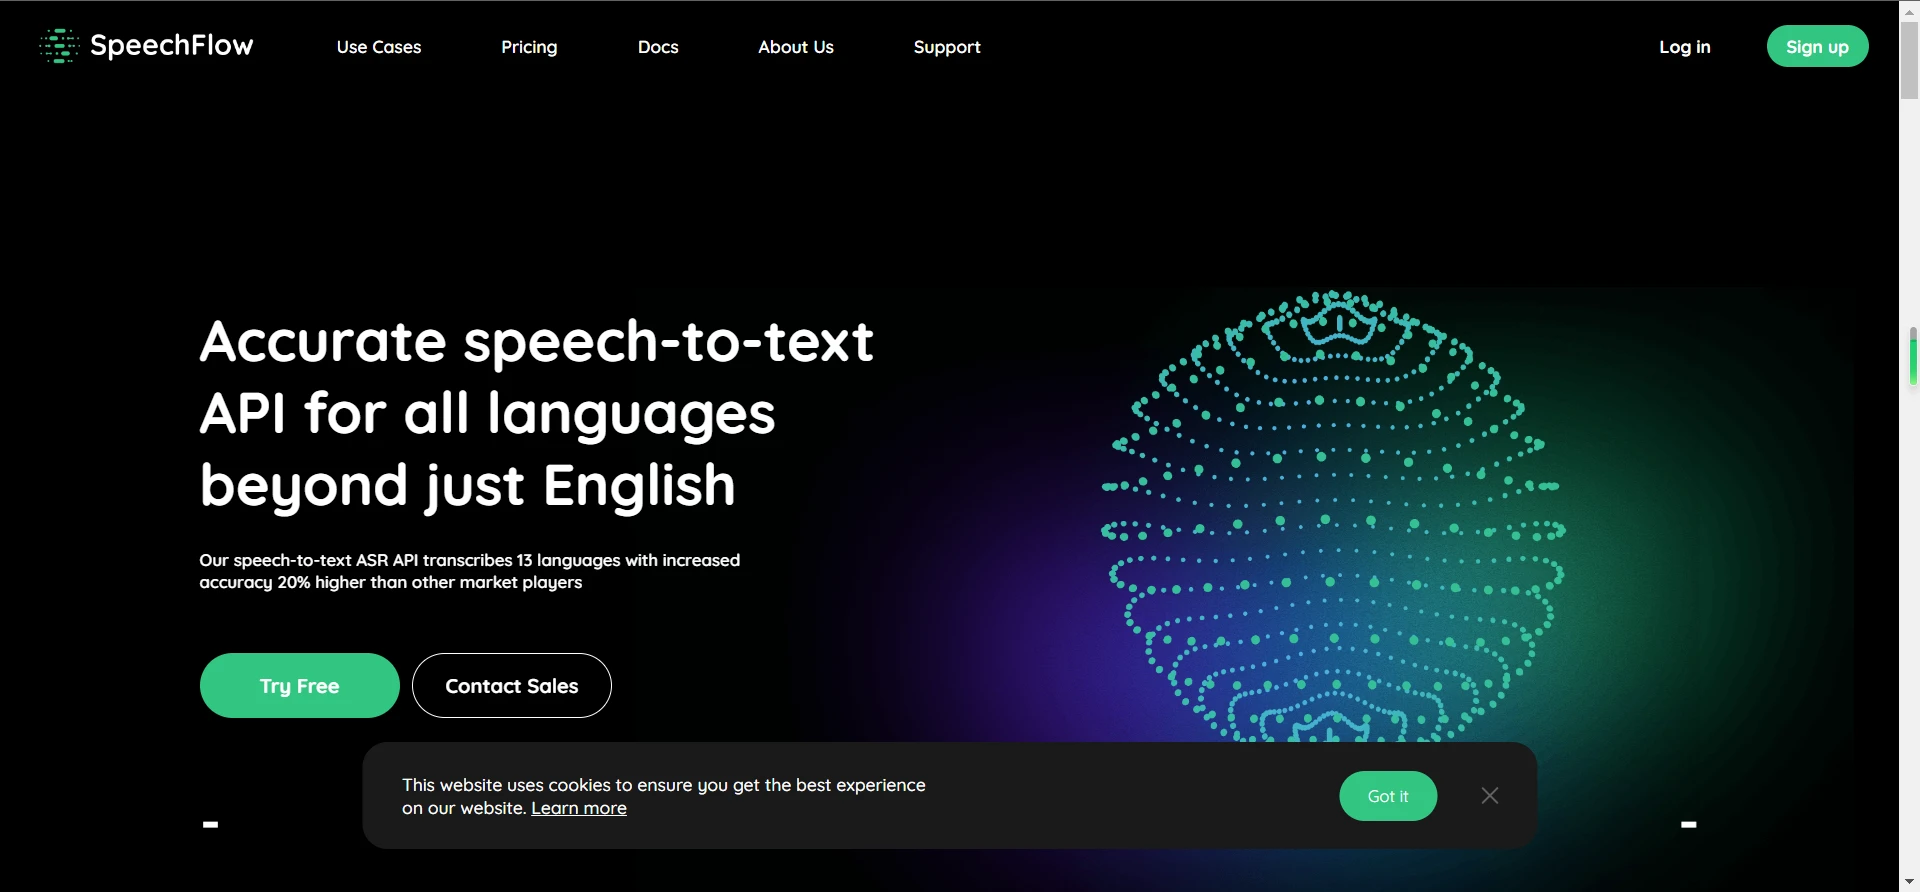 SpeechFlow
Use Cases
Pricing
Docs
About Us
Support
Log in
Sign up
Accurate speech-to-text
API for all languages
beyond just English
Our speech-to-text ASR API transcribes 13 languages with increased
accuracy 20% higher than other market players
Try Free
Contact Sales
This website uses cookies to ensure you get the best experience
on our website. Learn more
Got it